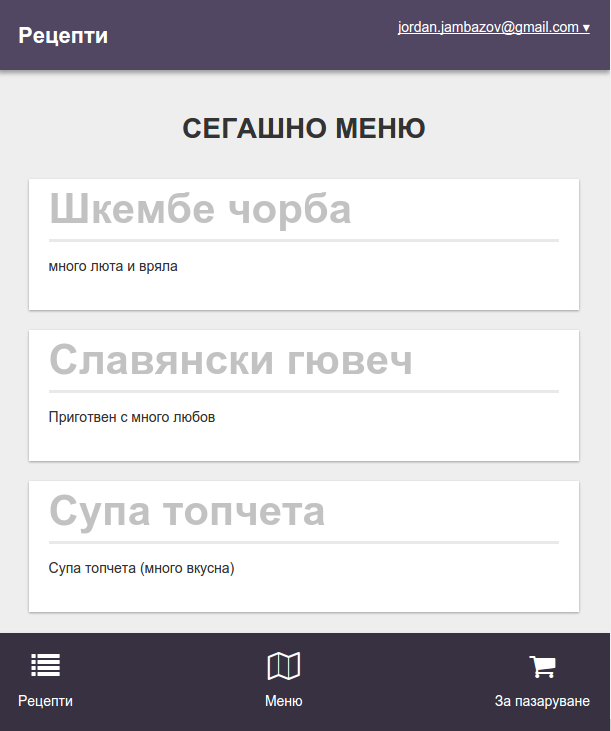 Рецепти
jordan.jambazov@gmail.com ▾
СЕГАШНО МЕНЮ
Шкембе чорба
много люта и вряла
Славянски гювеч
Приготвен с много любов
Супа топчета
Супа топчета (много вкусна)
Рецепти
Меню
За пазаруване